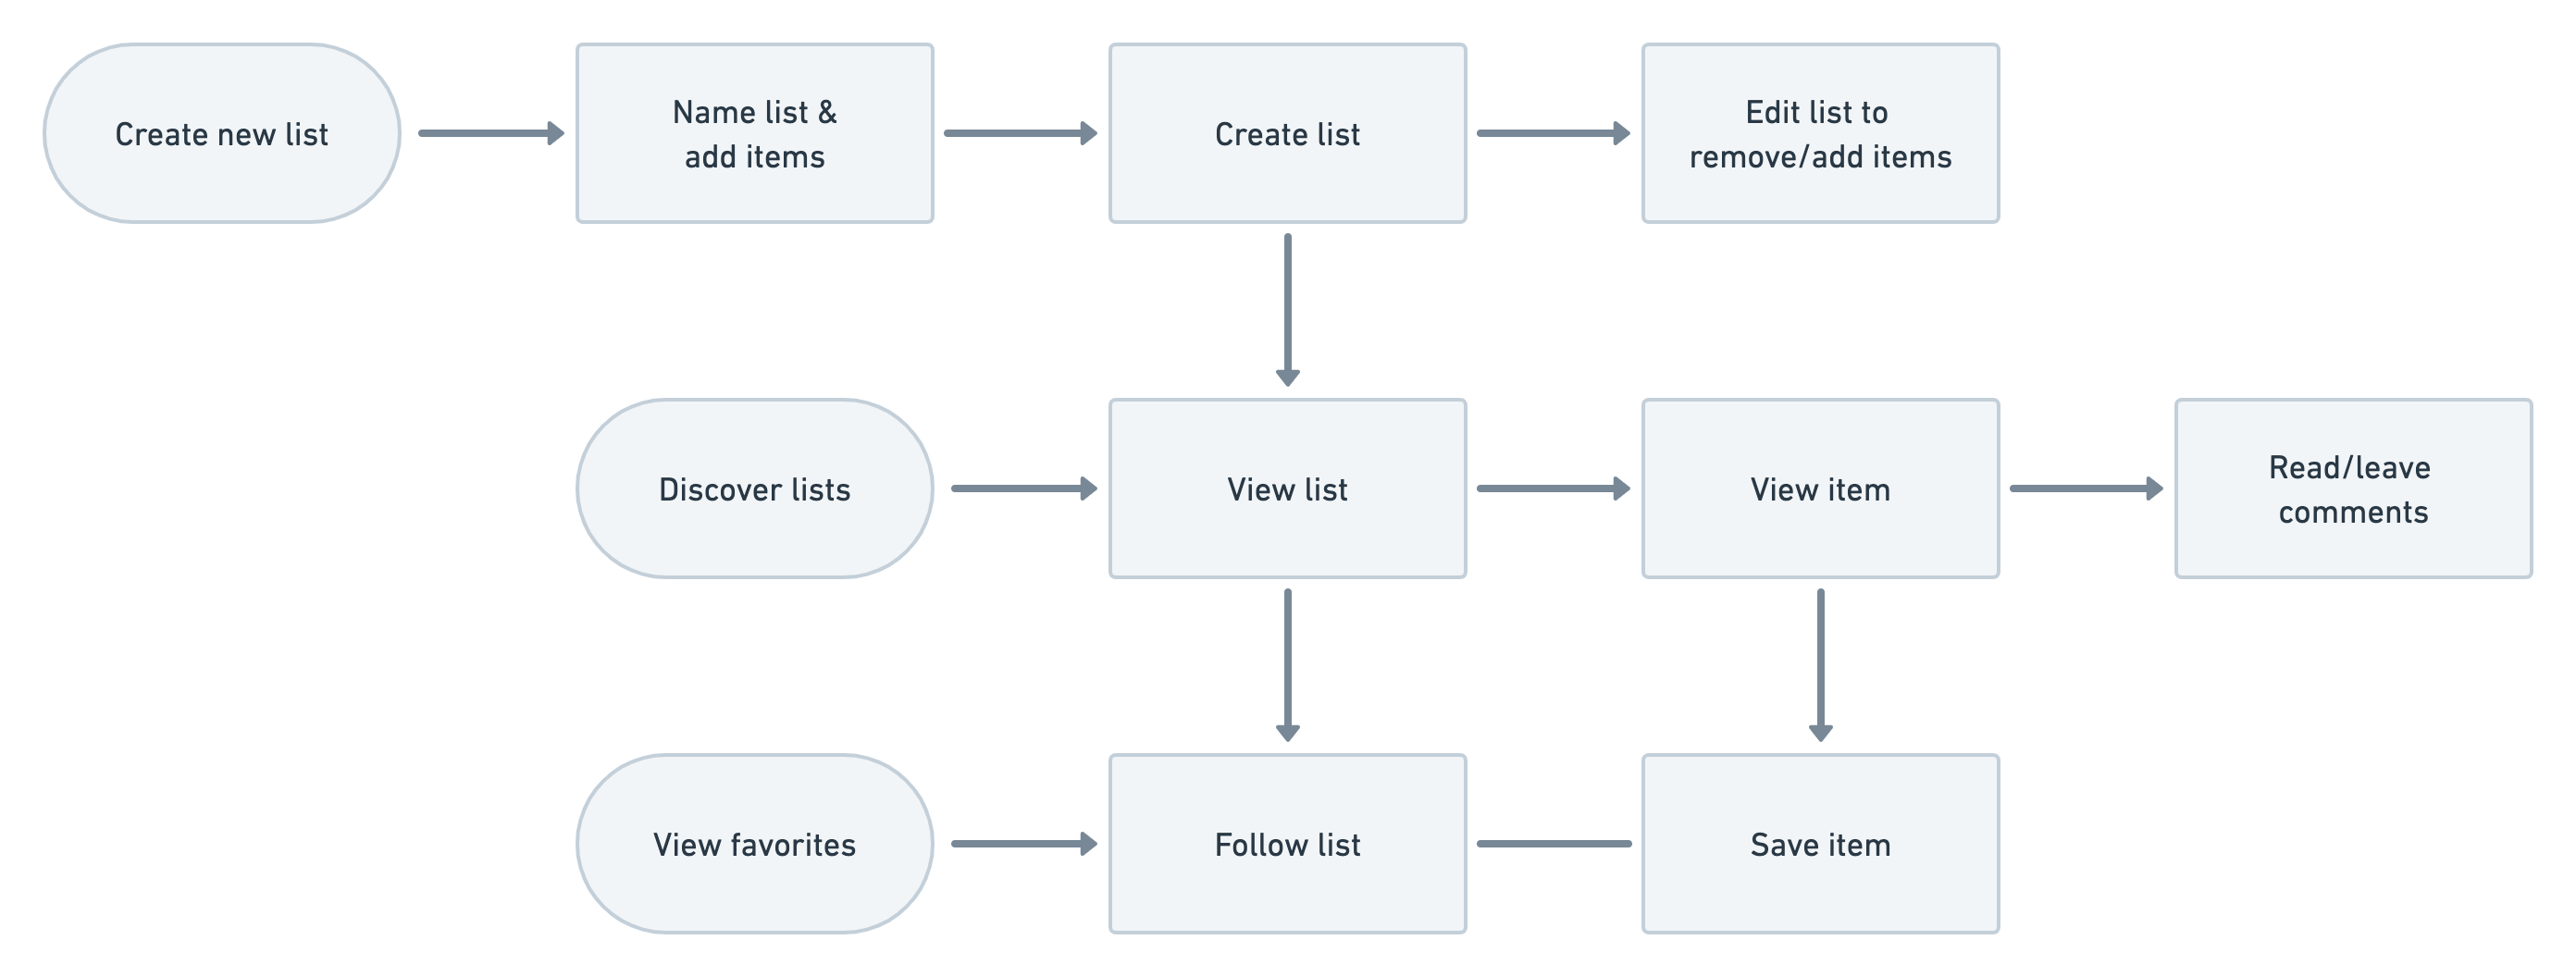 Create new list
Name list &
add items
Create list
Edit list to
remove/add items
Discover lists
View list
View item
Read/leave
comments
View favorites
Follow list
Save item